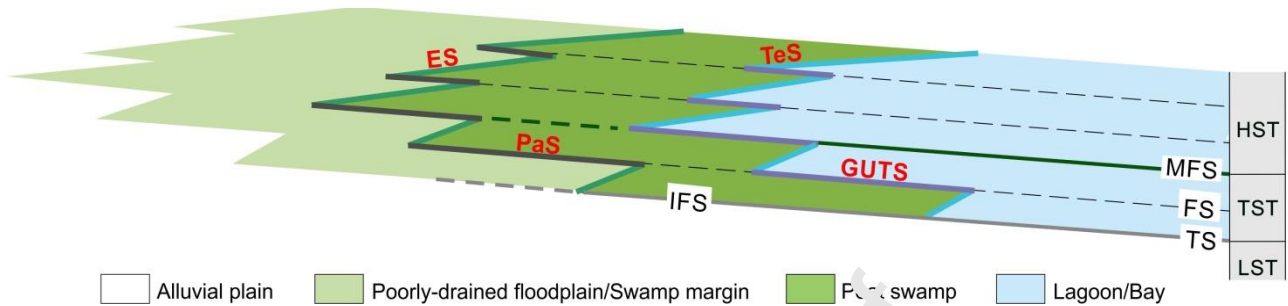 ES
TeS
HST
PaS
GUTS
MFS
IFS
FS
TST
TS
LST
Alluvial plain
Poorly-drained floodplain/Swamp margin
swamp
Lagoon/Bay